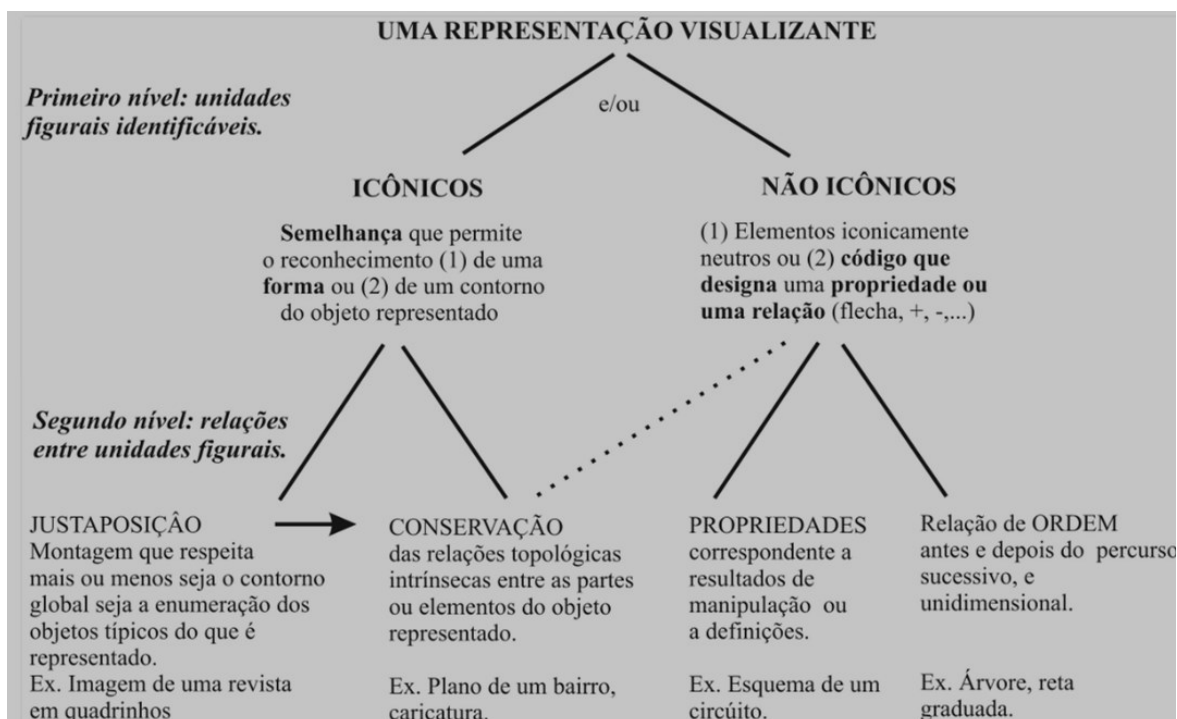 UMA REPRESENTAÇÃO VISUALIZANTE
Primeiro nível: unidades
figurais identificáveis.
e/ou
ICÔNICOS
Semelhança que permite
o reconhecimento (1) de uma
forma ou (2) de um contorno
do objeto representado
NÃO ICÔNICOS
(1) Elementos iconicamente
neutros ou (2) código que
designa uma propriedade ou
uma relação (flecha, +, -,...)
Segundo nível: relações
entre unidades figurais.
JUSTAPOSIÇÂO
Montagem que respeita
mais ou menos seja o contorno
global seja a enumeração dos
objetos típicos do que é
representado.
Ex. Imagem de uma revista
em quadrinhos
CONSERVAÇÃO
das relações topológicas
intrínsecas entre as partes
ou elementos do objeto
representado.
Ex. Plano de um bairro,
caricatura.
PROPRIEDADES
correspondente a
resultados de
manipulação ou
a definições.
Ex. Esquema de um
circúito.
Relação de ORDEM
antes e depois do percurso
sucessivo, e
unidimensional.
Ex. Árvore, reta
graduada.